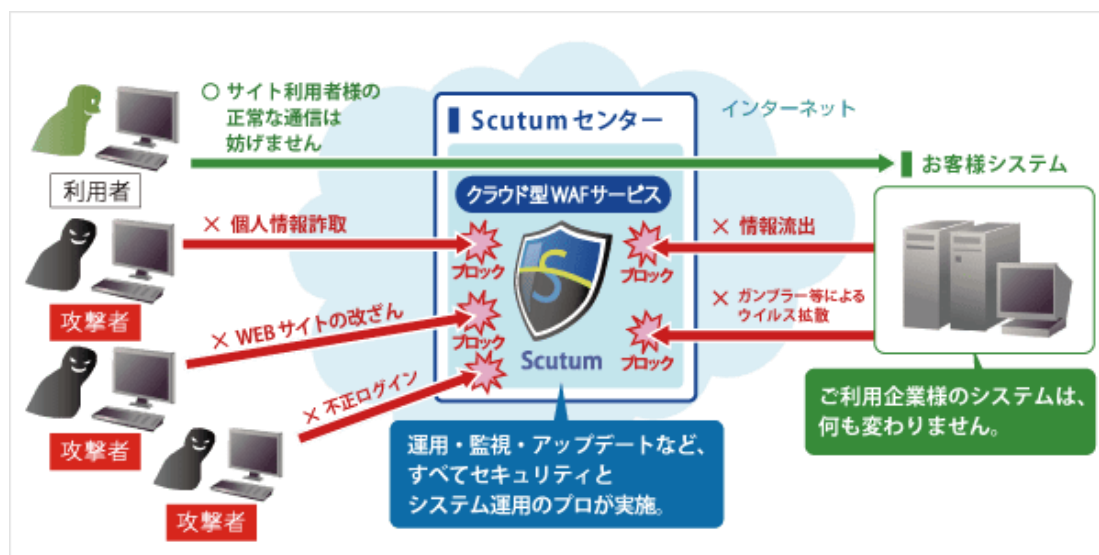 ○ サイト利用者様の
正常な通信は
妨げません
利用者
インターネット
Scutumセンター
お客様システム
クラウド型WAFサービス
× 個人情報詐取
ブロック
ブロック
× 情報流出
攻撃者
× WEBサイトの改ざん
ブロック
ブロック
× ガンブラー等による
ウイルス拡散
Scutum
攻撃者
× 不正ログイン
攻撃者
運用・監視・アップデートなど、
すべてセキュリティと
システム運用のプロが実施。
ご利用企業様のシステムは、
何も変わりません。